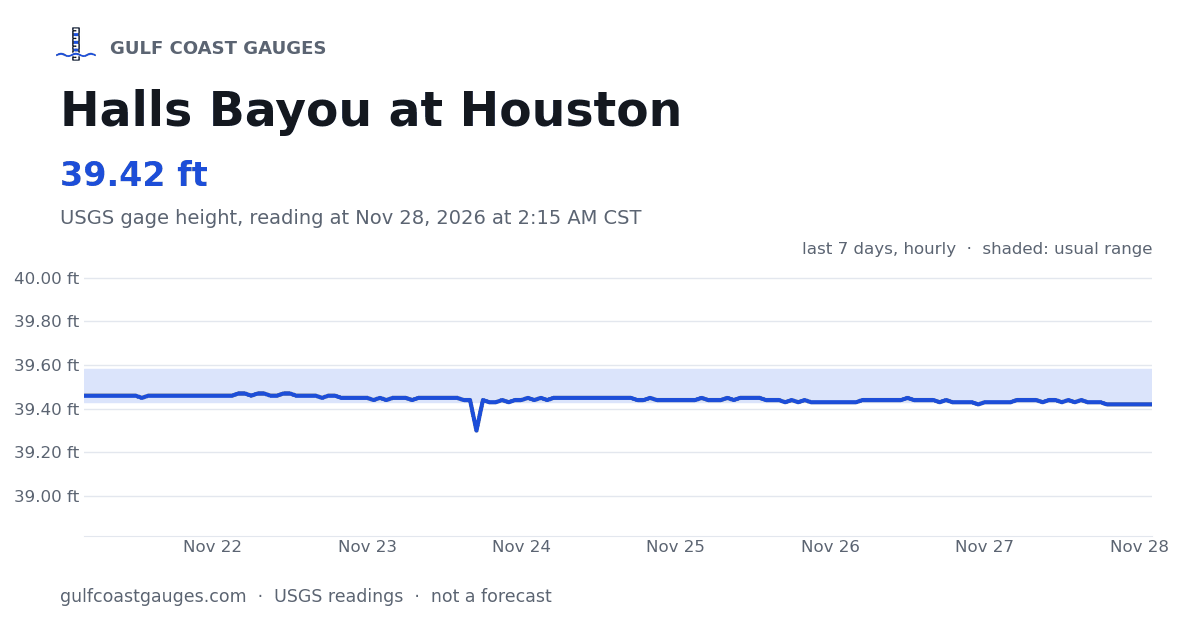 GULF COAST GAUGES
Halls Bayou at Houston
39.42 ft
USGS gage height, reading at Nov 28, 2026 at 2:15 AM CST
last 7 days, hourly · shaded: usual range
40.00 ft
39.80 ft
39.60 ft
39.40 ft
39.20 ft
39.00 ft
Nov 22 Nov 23 Nov 24 Nov 25 Nov 26 Nov 27 Nov 28
gulfcoastgauges.com · USGS readings · not a forecast